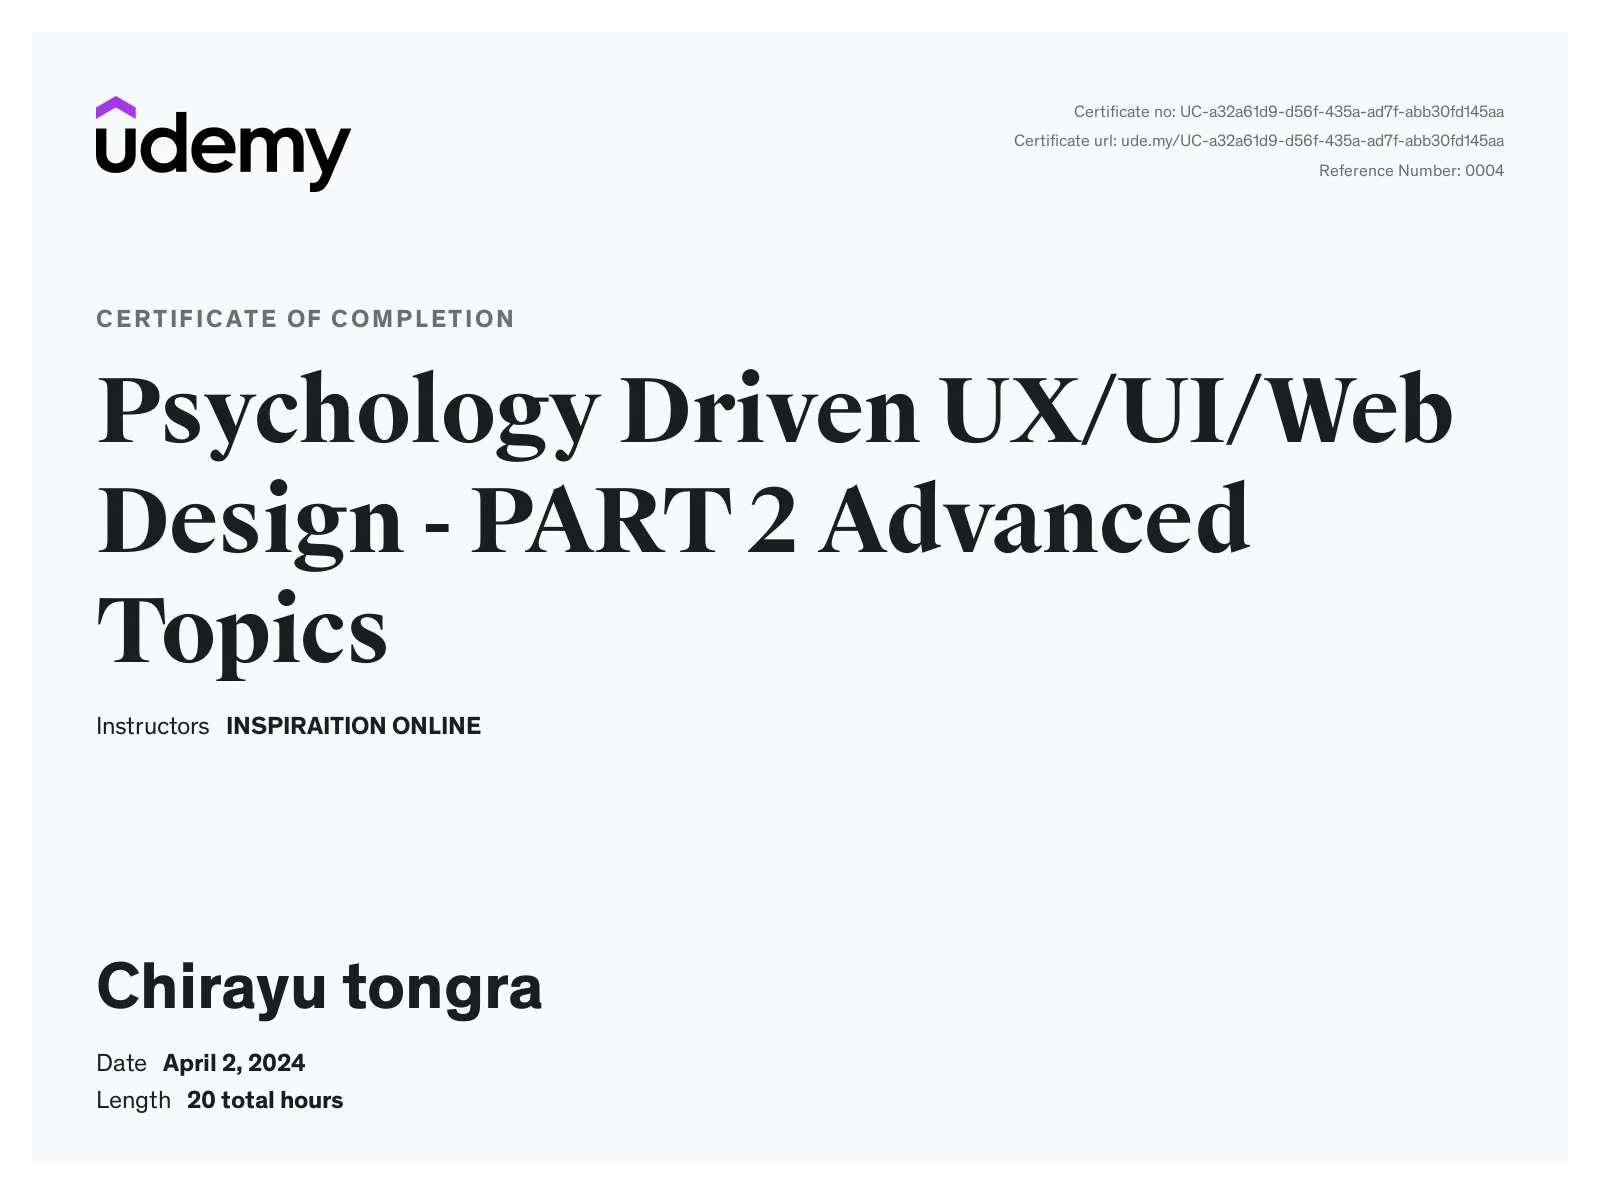 udemy
Certificate no: UC-a32a61d9-d56f-435a-ad7f-abb30fd145aa
Certificate url: ude.my/UC-a32a61d9-d56f-435a-ad7f-abb30fd145aa
Reference Number: 0004
CERTIFICATE OF COMPLETION
Psychology Driven UX/UI/Web
Design - PART 2 Advanced
Topics
Instructors INSPIRAITION ONLINE
Chirayu tongra
Date April 2, 2024
Length 20 total hours